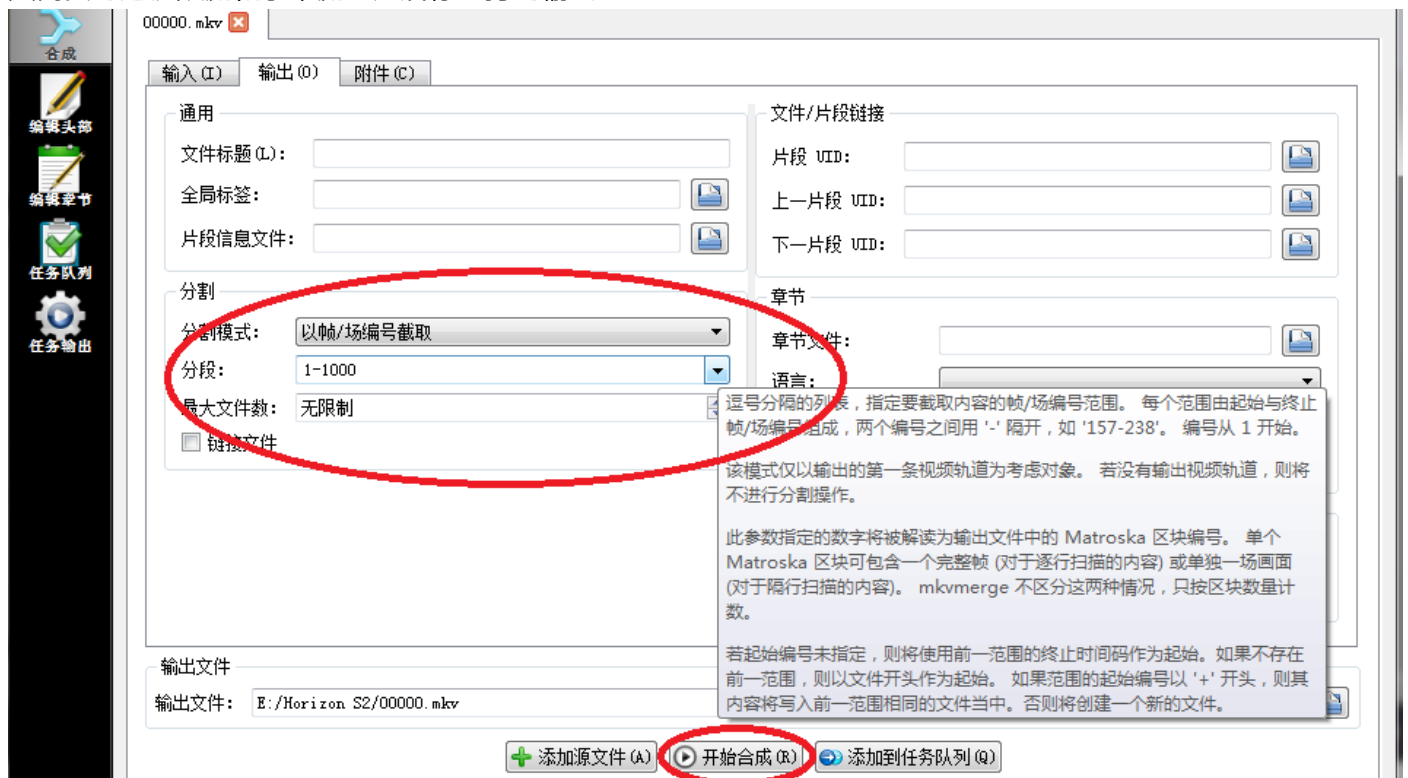 00000.mkv
合成
编辑头部
编辑章节
任务队列
任务输出
输入(I)
输出(O)
附件(C)
通用
文件标题(L):
全局标签:
片段信息文件:
分割
分割模式:
以帧/场编号截取
分段:
1-1000
最大文件数:
无限制
链接文件
文件/片段链接
片段 UID:
上一片段 UID:
下一片段 UID:
章节
章节文件:
语言:
逗号分隔的列表，指定要截取内容的帧/场编号范围。 每个范围由起始与终止
帧/场编号组成，两个编号之间用 '-' 隔开，如 '157-238'。 编号从 1 开始。
该模式仅以输出的第一条视频轨道为考虑对象。 若没有输出视频轨道，则将
不进行分割操作。
此参数指定的数字将被解读为输出文件中的 Matroska 区块编号。 单个
Matroska 区块可包含一个完整帧 (对于逐行扫描的内容) 或单独一场画面
(对于隔行扫描的内容)。 mkvmerge 不区分这两种情况，只按区块数量计
数。
若起始编号未指定，则将使用前一范围的终止时间码作为起始。如果不存在
前一范围，则以文件开头作为起始。 如果范围的起始编号以 '+' 开头，则其
内容将写入前一范围相同的文件当中。否则将创建一个新的文件。
输出文件
输出文件:
E:/Horizon S2/00000.mkv
添加源文件(A)
开始合成(R)
添加到任务队列(Q)